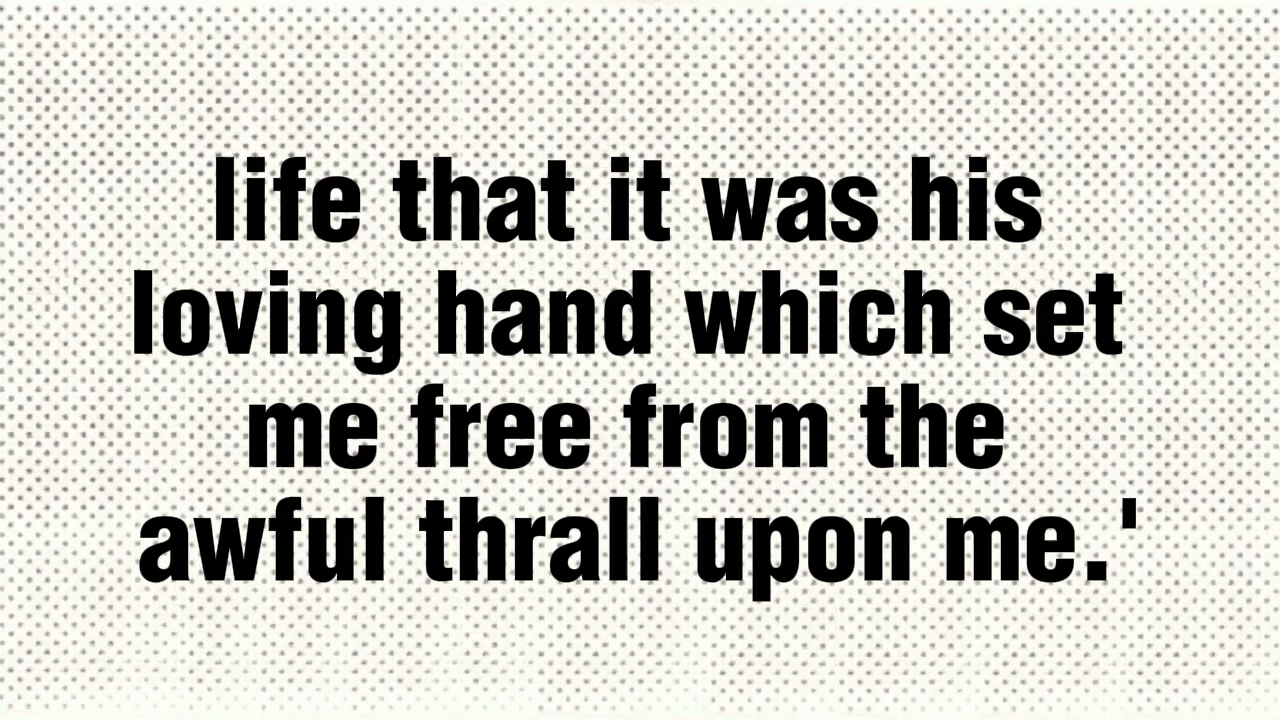 life that it was his
loving hand which set
me free from the
awful thrall upon me.'